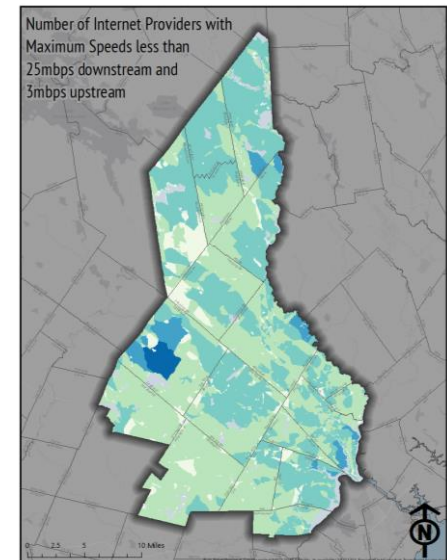 Number of Internet Providers with
Maximum Speeds less than
25mbps downstream and
3mbps upstream
0 2.5 5 10 Miles
N